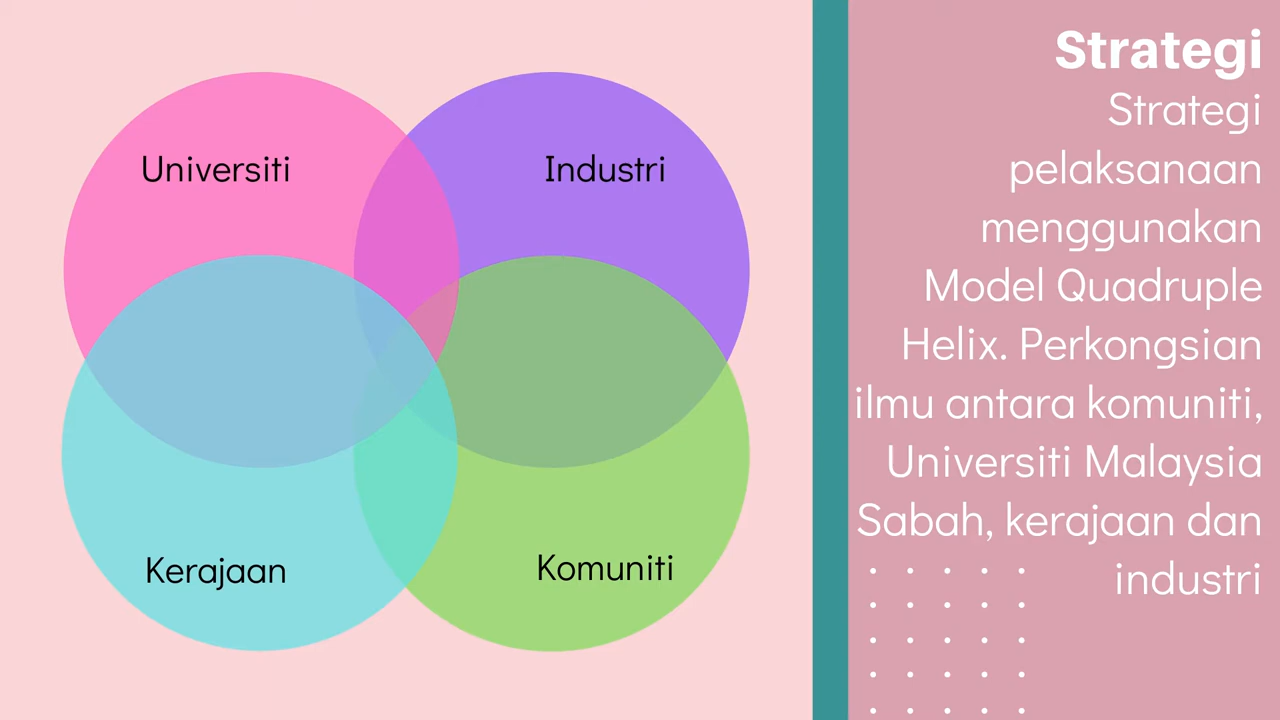 Universiti
Industri
Kerajaan
Komuniti
Strategi
Strategi
pelaksanaan
menggunakan
Model Quadruple
Helix. Perkongsian
ilmu antara komuniti,
Universiti Malaysia
Sabah, kerajaan dan
industri